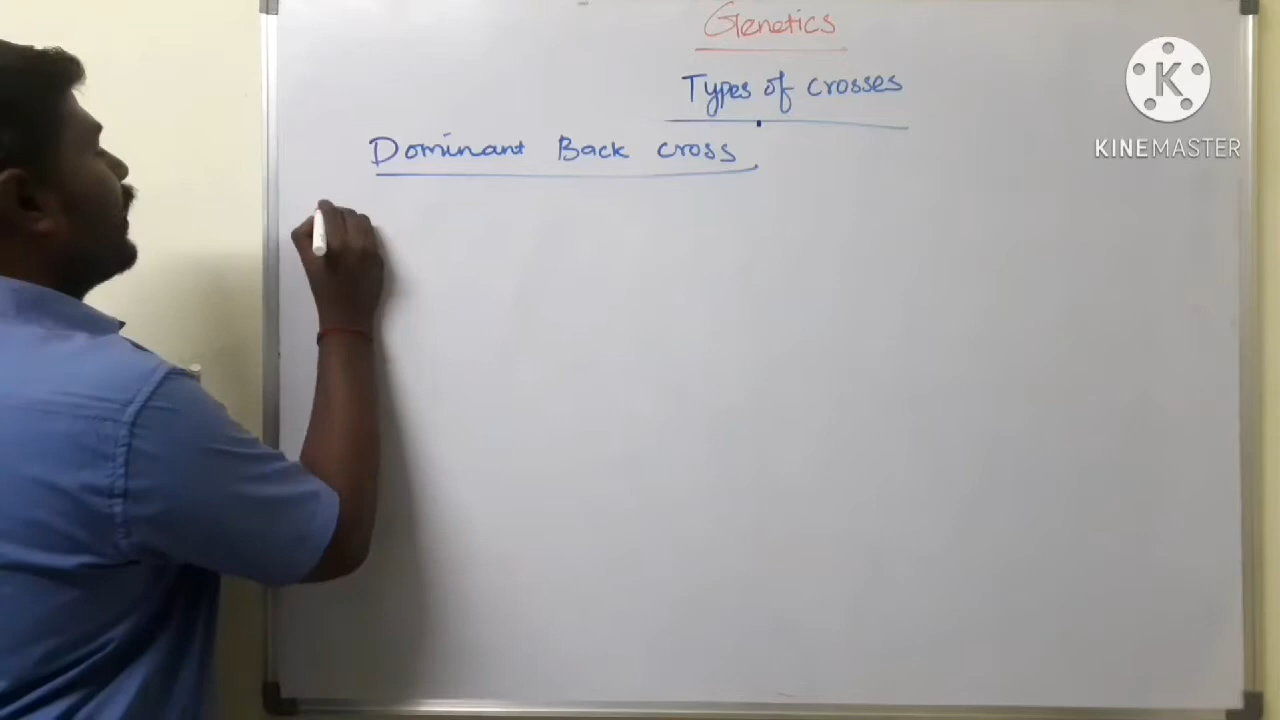 Genetics
Types of crosses
Dominant Back cross
K
KINEMASTER